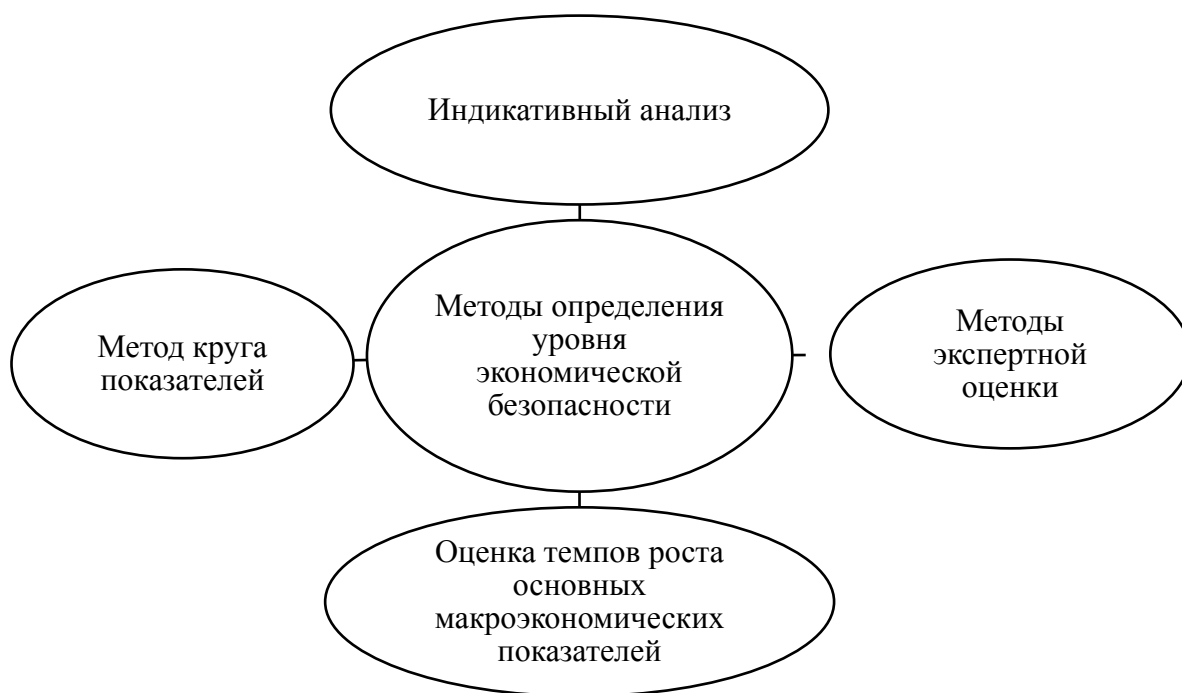 Индикативный анализ
Метод круга
показателей
Методы определения
уровня
экономической
безопасности
Методы
экспертной
оценки
Оценка темпов роста
основных
макроэкономических
показателей